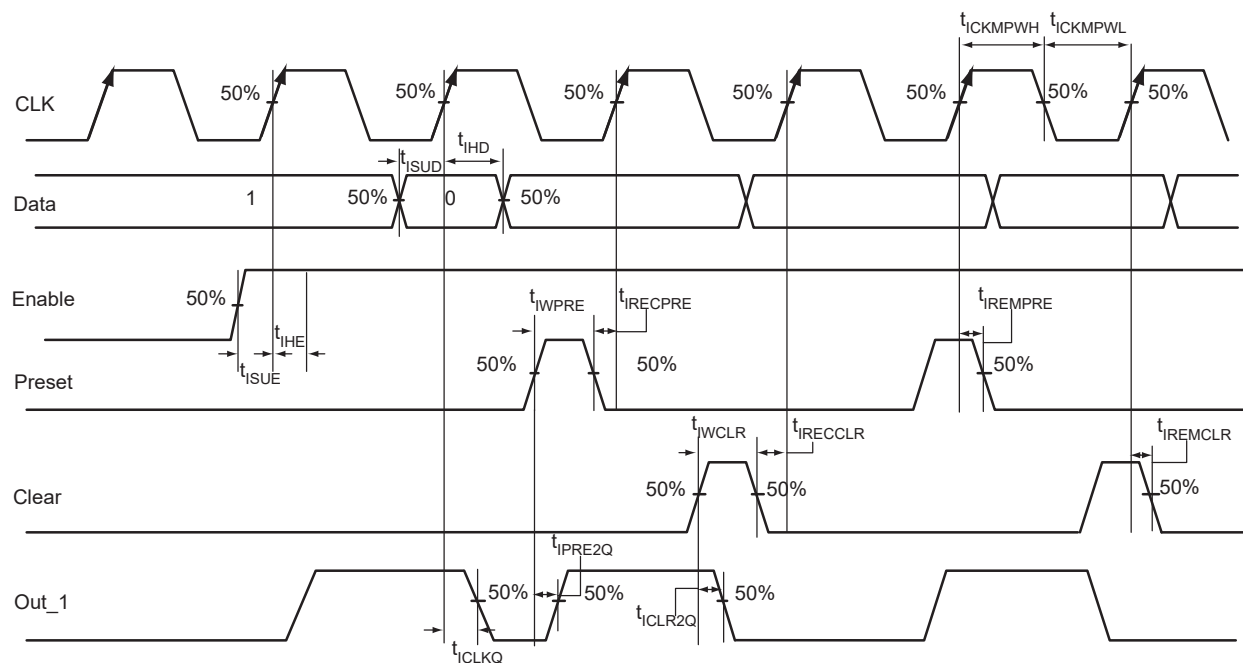 tICKMPWH tICKMPWL
CLK 50% 50% 50% 50% 50% 50% 50%
tISUD tIHD
Data 1 50% 0 50%
Enable 50%
tIWPRE tIRECPRE tIREMPRE
tISUE tIHE
Preset 50% 50% 50%
tIWCLR tIRECCLR tIREMCLR
Clear 50% 50% 50%
tIPRE2Q
Out_1 50% 50% 50%
tICLR2Q
tICLKQ